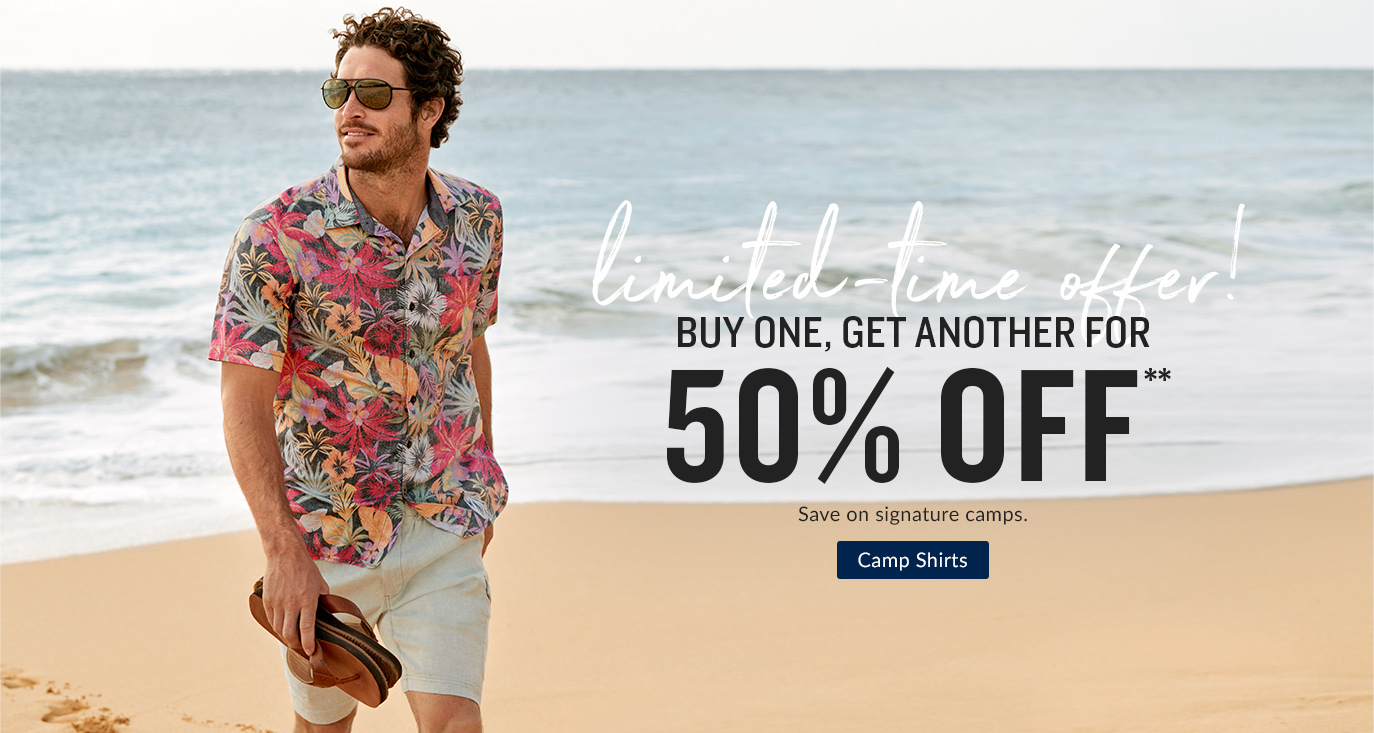 limited-time offer!
BUY ONE, GET ANOTHER FOR
50% OFF**
Save on signature camps.
Camp Shirts